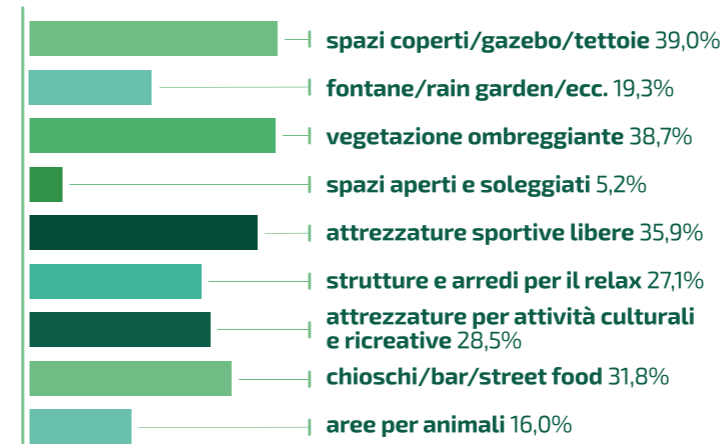 spazi coperti/gazebo/tettoie 39,0%
fontane/rain garden/ecc. 19,3%
vegetazione ombreggiante 38,7%
spazi aperti e soleggiati 5,2%
attrezzature sportive libere 35,9%
strutture e arredi per il relax 27,1%
attrezzature per attività culturali
e ricreative 28,5%
chioschi/bar/street food 31,8%
aree per animali 16,0%